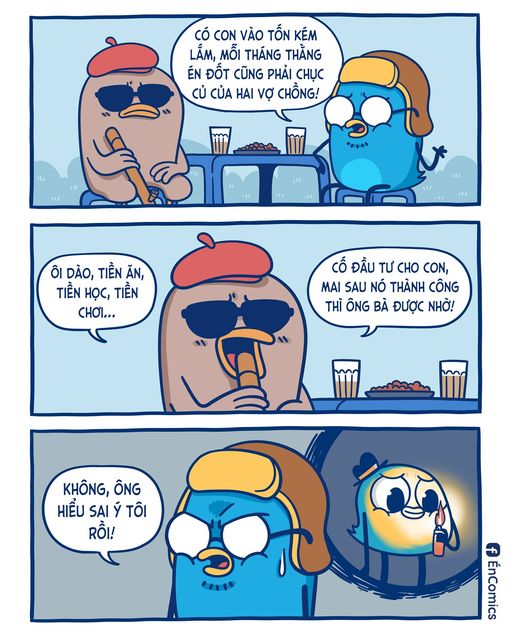 CÓ CON VÀO TỐN KÉM
LẮM, MỖI THÁNG THẰNG
ÉN ĐỐT CŨNG PHẢI CHỤC
CỦ CỦA HAI VỢ CHỒNG!
ÔI DÀO, TIỀN ĂN,
TIỀN HỌC, TIỀN
CHƠI...
CỐ ĐẦU TƯ CHO CON,
MAI SAU NÓ THÀNH CÔNG
THÌ ÔNG BÀ ĐƯỢC NHỜ!
KHÔNG, ÔNG
HIỂU SAI Ý TÔI
RỒI!
ÉnComics